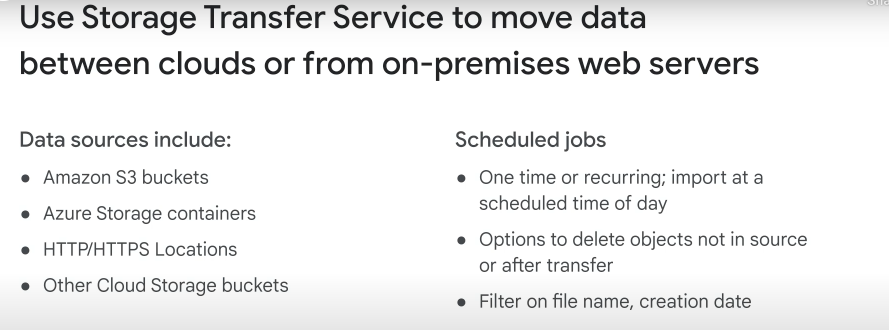 Use Storage Transfer Service to move data
between clouds or from on-premises web servers
Data sources include:
• Amazon S3 buckets
• Azure Storage containers
• HTTP/HTTPS Locations
• Other Cloud Storage buckets
Scheduled jobs
• One time or recurring; import at a
scheduled time of day
• Options to delete objects not in source
or after transfer
• Filter on file name, creation date